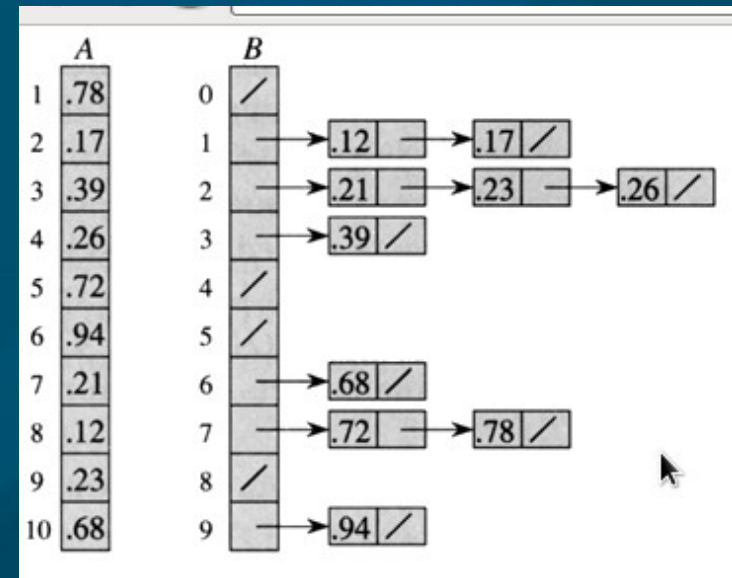 A B
1 .78 0 /
2 .17 1 .12 .17 /
3 .39 2 .21 .23 .26 /
4 .26 3 .39 /
5 .72 4 /
6 .94 5 /
7 .21 6 .68 /
8 .12 7 .72 .78 /
9 .23 8 /
10 .68 9 .94 /